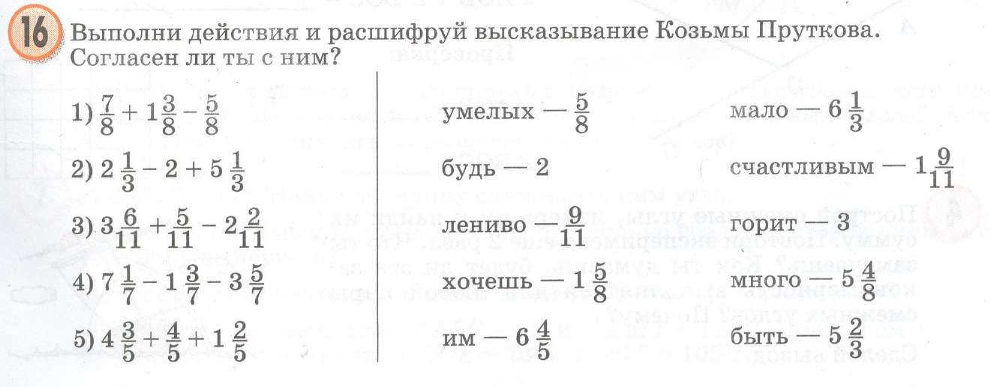 16 Выполни действия и расшифруй высказывание Козьмы Пруткова.
Согласен ли ты с ним?
1) 7/8 + 1 3/8 − 5/8
2) 2 1/3 − 2 + 5 1/3
3) 3 6/11 + 5/11 − 2 2/11
4) 7 1/7 − 1 3/7 − 3 5/7
5) 4 3/5 + 4/5 + 1 2/5
умелых — 5/8
будь — 2
лениво — 9/11
хочешь — 1 5/8
им — 6 4/5
мало — 6 1/3
счастливым — 1 9/11
горит — 3
много — 5 4/8
быть — 5 2/3